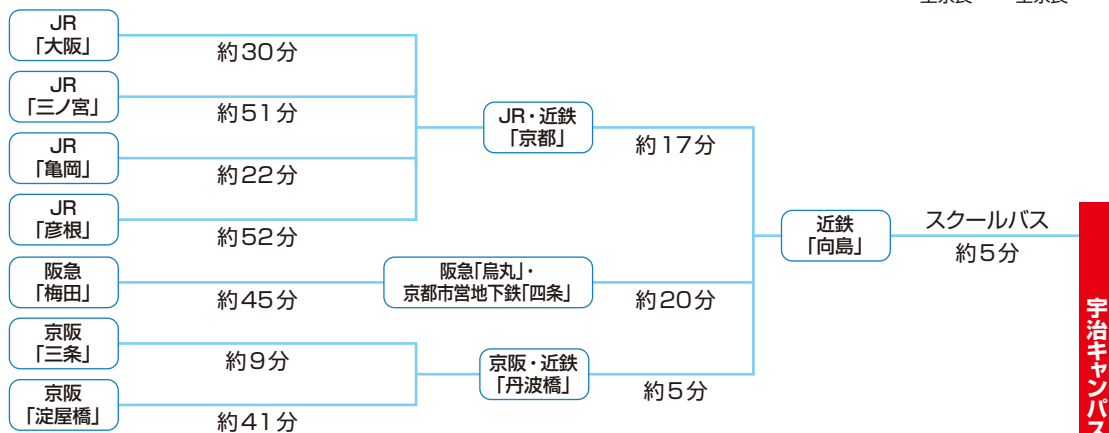 JR
「大阪」
約30分
JR
「三ノ宮」
約51分
JR
「亀岡」
約22分
JR
「彦根」
約52分
JR・近鉄
「京都」
約17分
阪急
「梅田」
約45分
阪急「烏丸」・
京都市営地下鉄「四条」
約20分
京阪
「三条」
約9分
京阪
「淀屋橋」
約41分
京阪・近鉄
「丹波橋」
約5分
近鉄
「向島」
スクールバス
約5分
宇治キャンパス